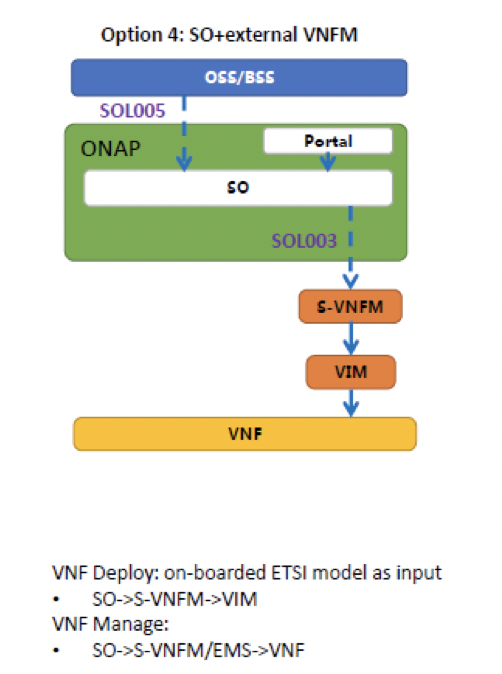 Option 4: SO+external VNFM
OSS/BSS
SOL005
ONAP
Portal
SO
SOL003
S-VNFM
VIM
VNF
VNF Deploy: on-boarded ETSI model as input
• SO->S-VNFM->VIM
VNF Manage:
• SO->S-VNFM/EMS->VNF